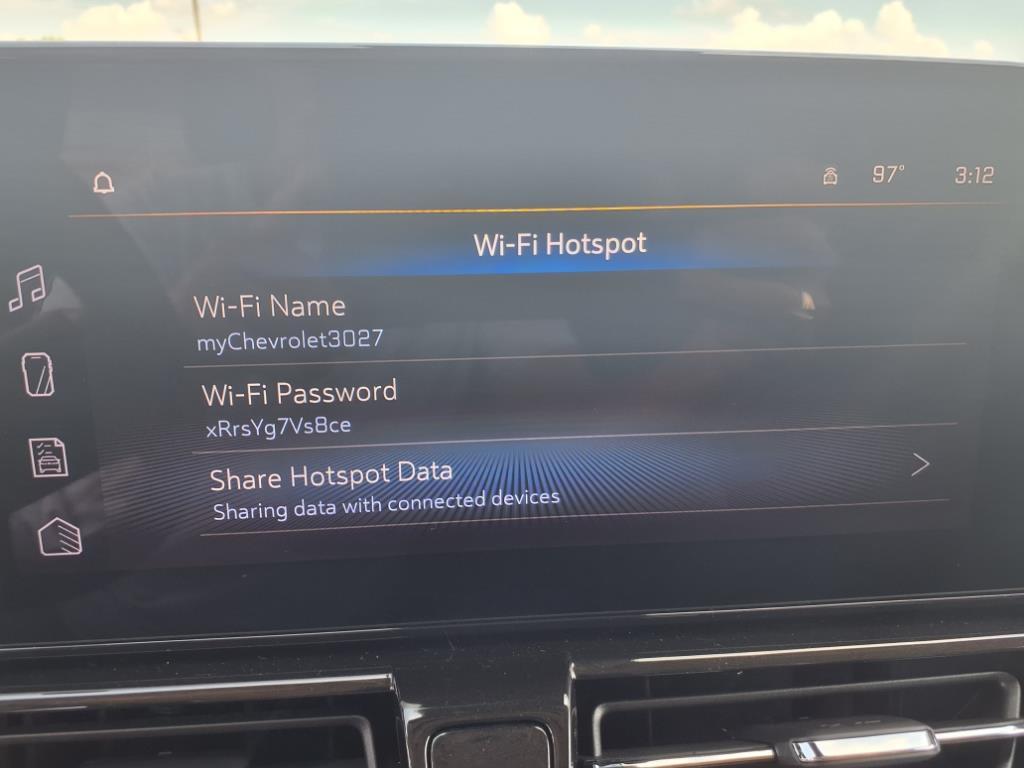 97° 3:12
Wi-Fi Hotspot
Wi-Fi Name
myChevrolet3027
Wi-Fi Password
xRrsYg7Vs8ce
Share Hotspot Data
Sharing data with connected devices